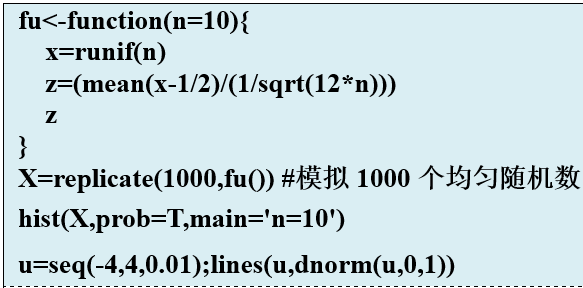 fu<-function(n=10){
x=runif(n)
z=(mean(x-1/2)/(1/sqrt(12*n)))
z
}
X=replicate(1000,fu()) #模拟 1000 个均匀随机数
hist(X,prob=T,main='n=10')
u=seq(-4,4,0.01);lines(u,dnorm(u,0,1))